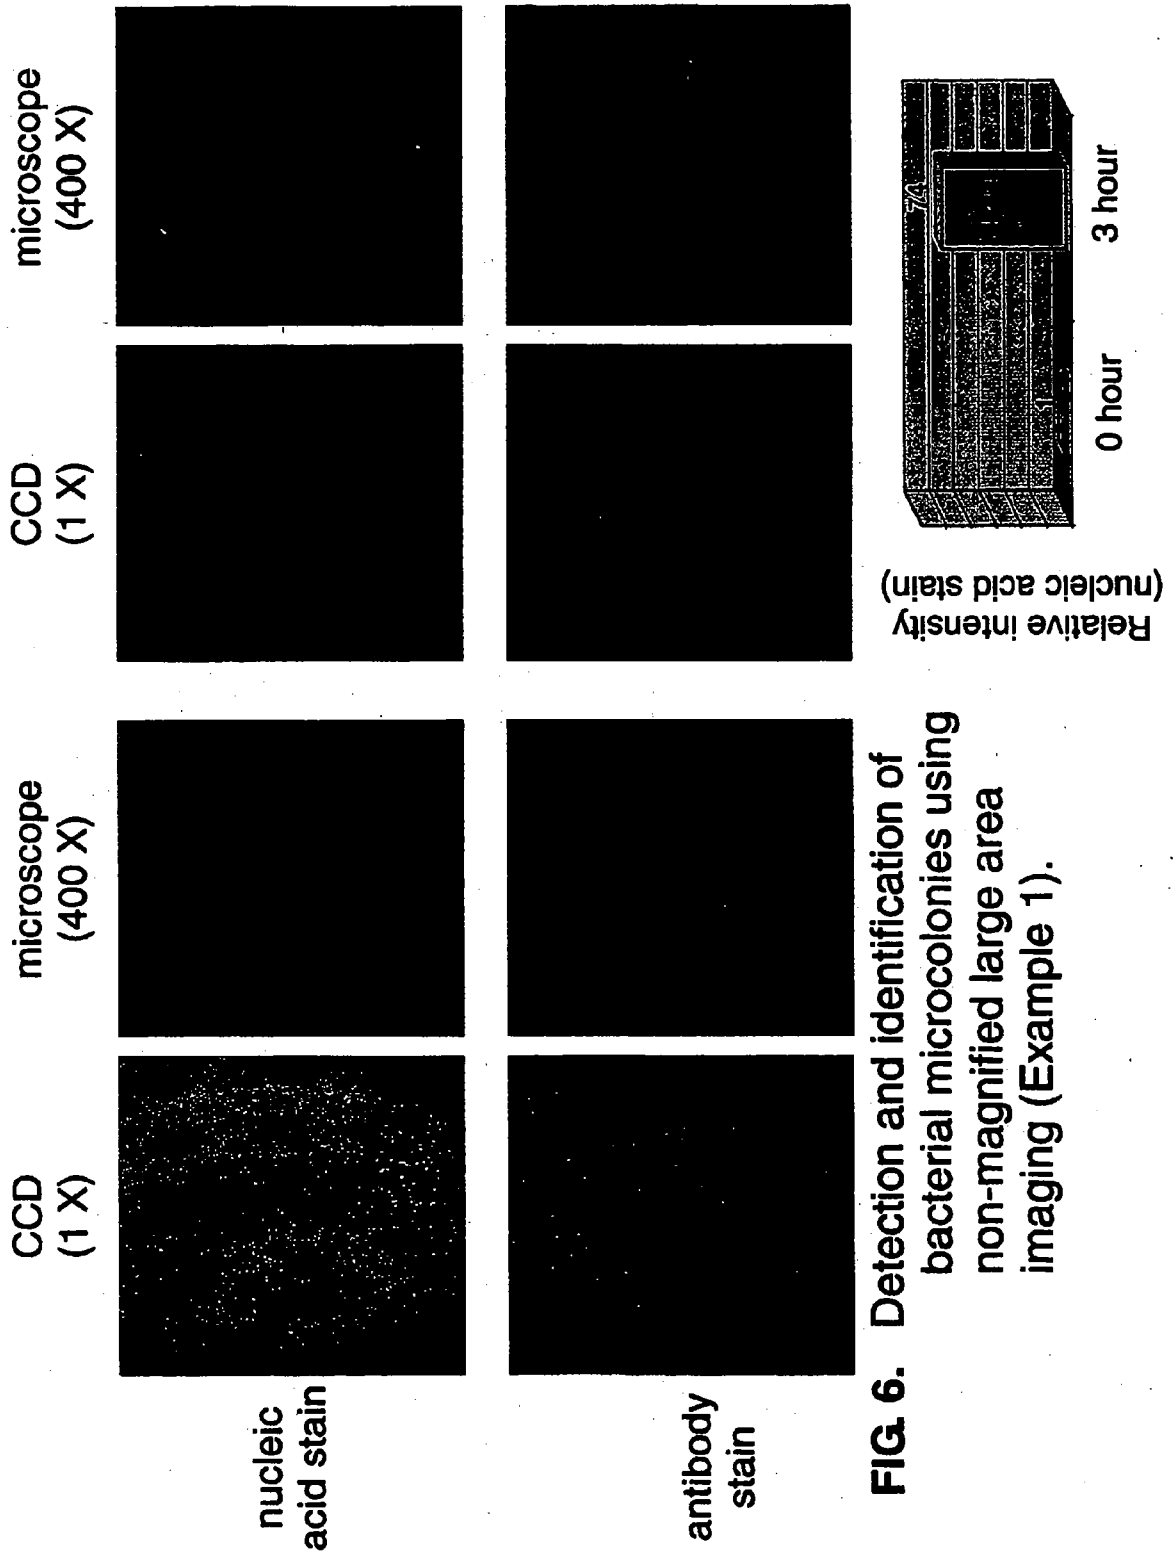 CCD
(1 X)
microscope
(400 X)
CCD
(1 X)
microscope
(400 X)
nucleic
acid stain
antibody
stain
FIG. 6. Detection and identification of
bacterial microcolonies using
non-magnified large area
imaging (Example 1).
Relative intensity
(nucleic acid stain)
1
74
0 hour
3 hour